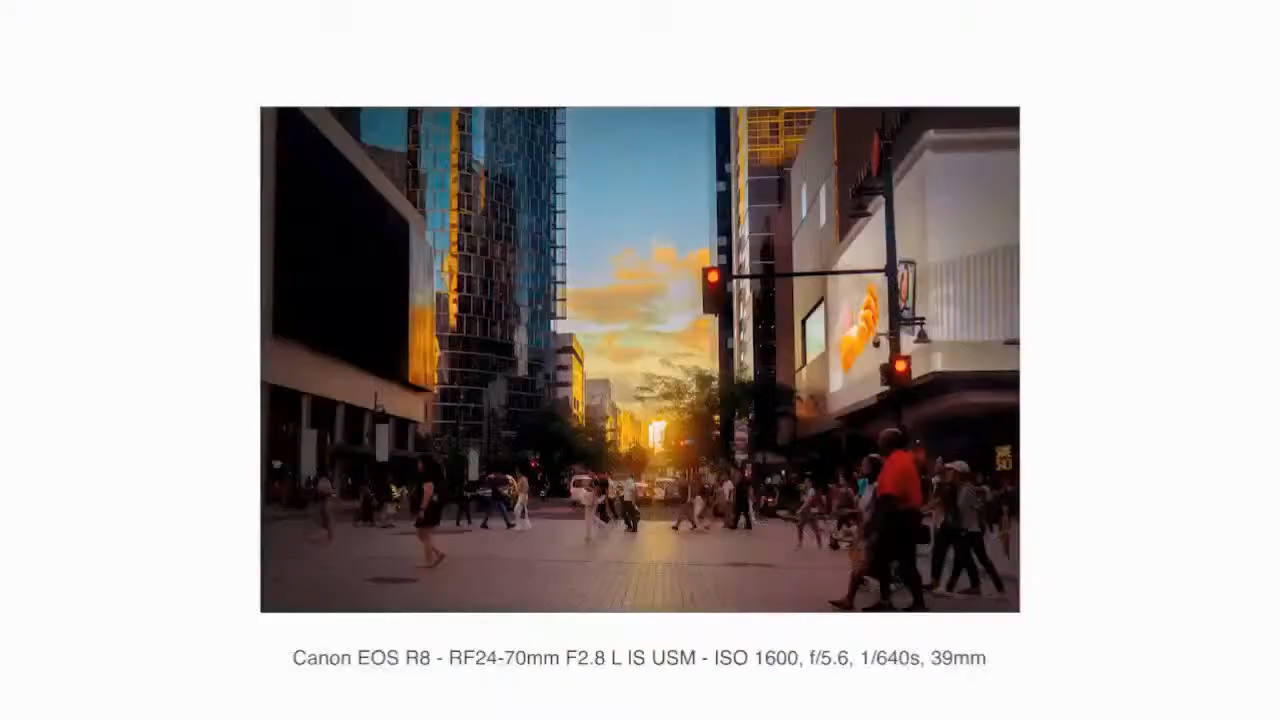 Canon EOS R8 - RF24-70mm F2.8 L IS USM - ISO 1600, f/5.6, 1/640s, 39mm